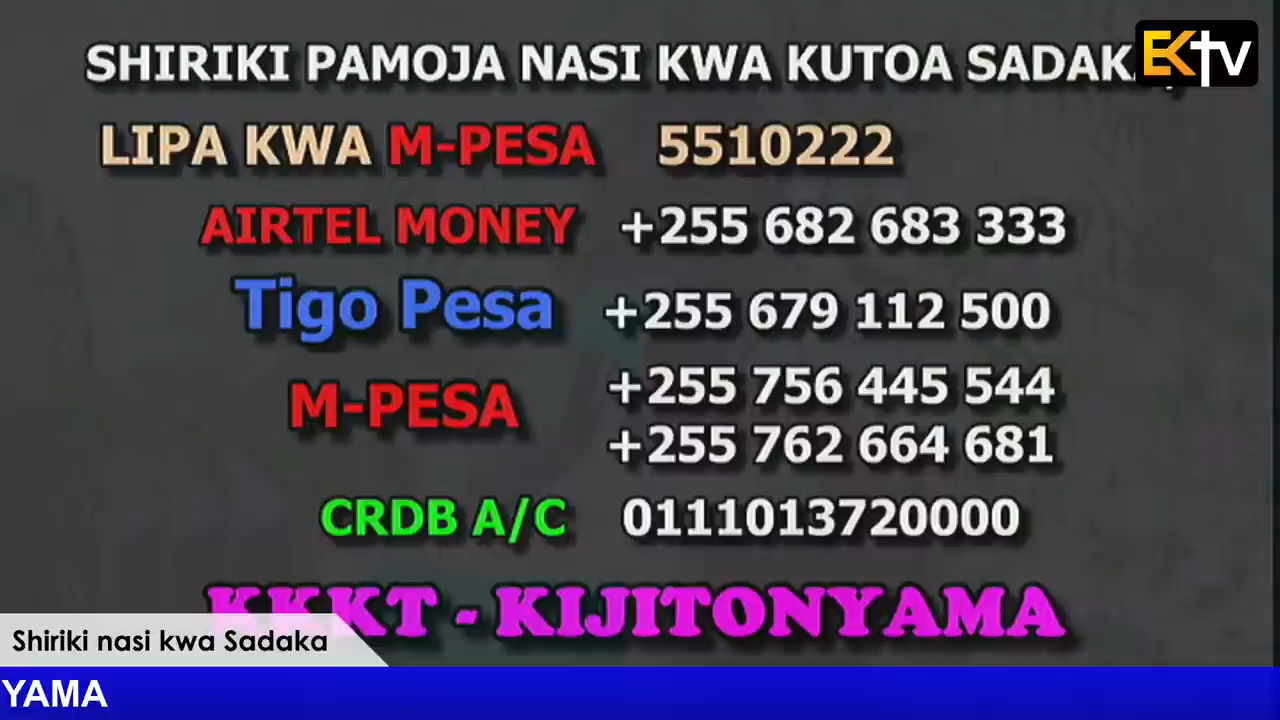 SHIRIKI PAMOJA NASI KWA KUTOA
EKtv
LIPA KWA M-PESA 5510222
AIRTEL MONEY +255 682 683 333
Tigo Pesa +255 679 112 500
M-PESA +255 756 445 544
+255 762 664 681
CRDB A/C 0111013720000
KKKT - KIJITONYAMA
Shiriki nasi kwa Sadaka
YAMA